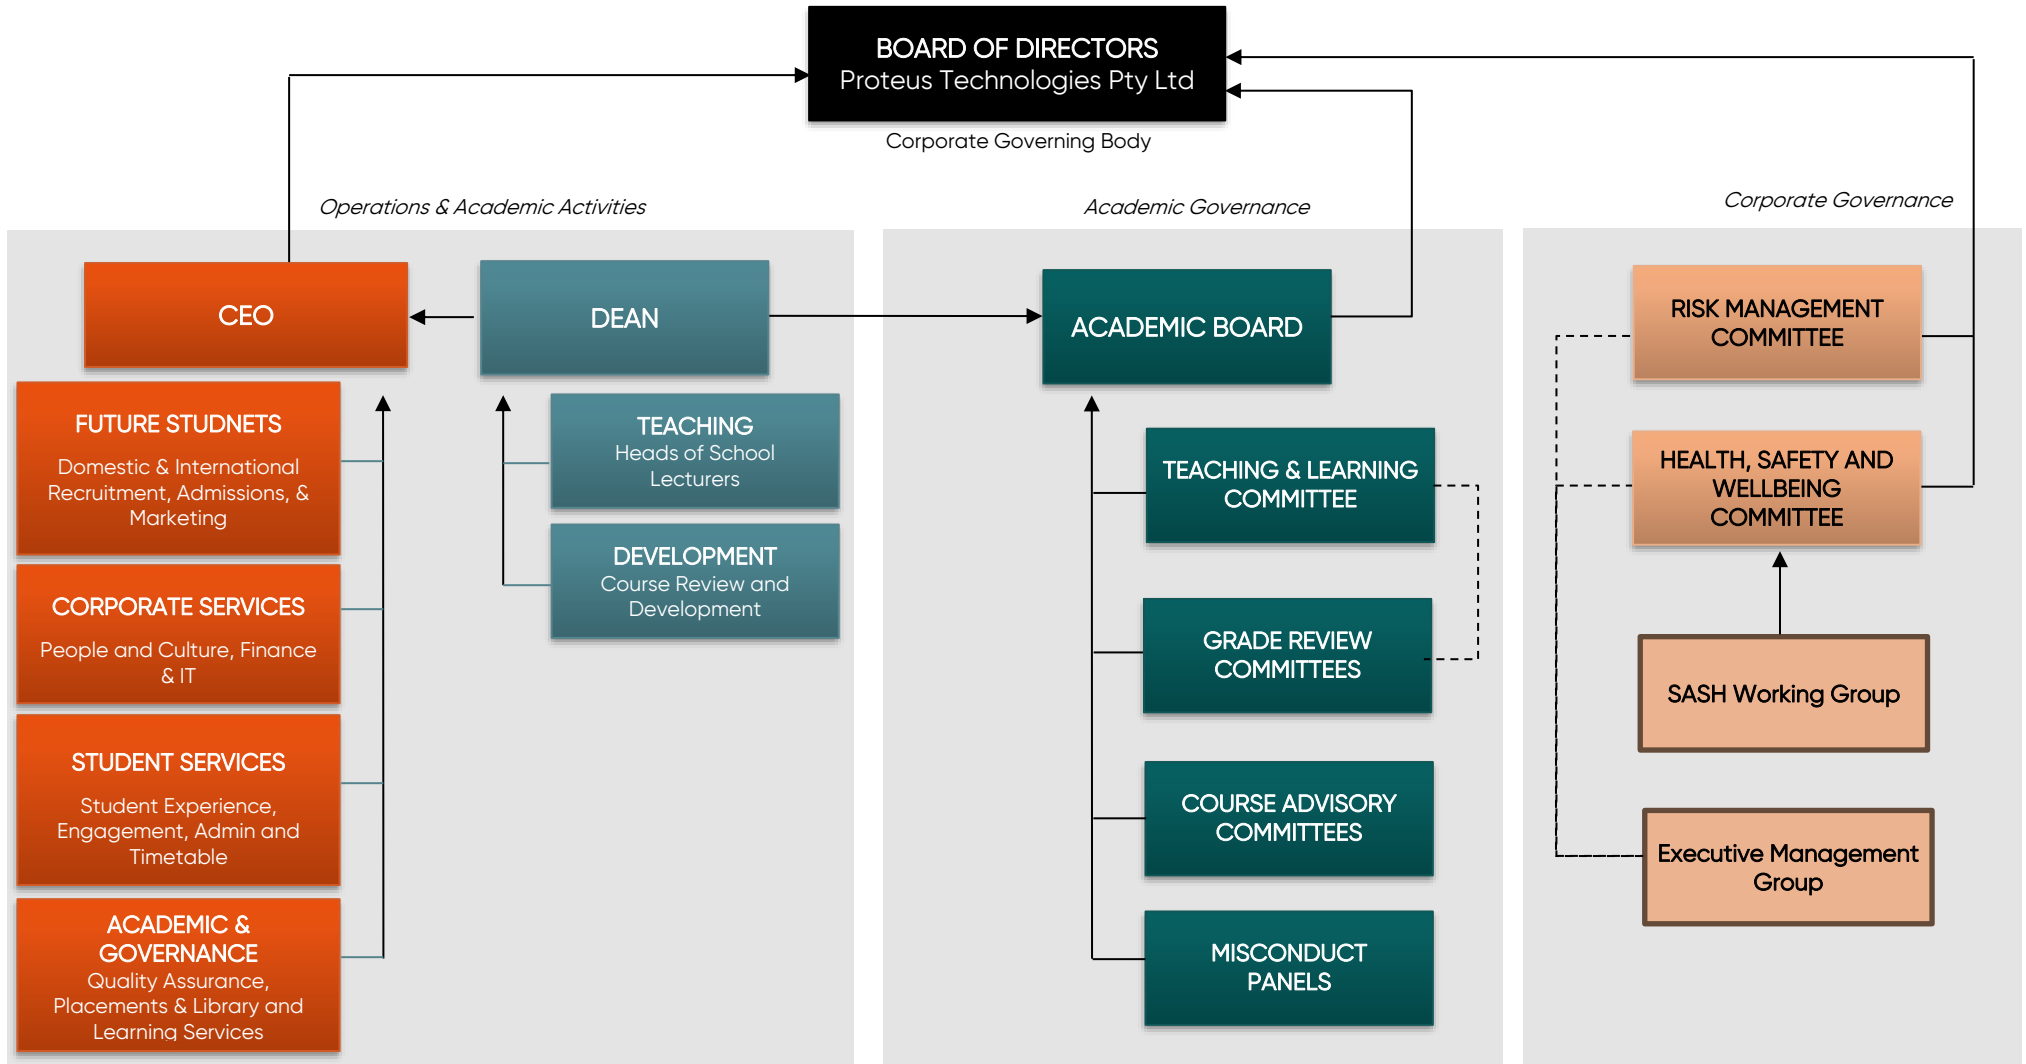 BOARD OF DIRECTORS
Proteus Technologies Pty Ltd
Corporate Governing Body
Operations & Academic Activities
Academic Governance
Corporate Governance
CEO
DEAN
FUTURE STUDNETS
Domestic & International
Recruitment, Admissions, &
Marketing
CORPORATE SERVICES
People and Culture, Finance
& IT
STUDENT SERVICES
Student Experience,
Engagement, Admin and
Timetable
ACADEMIC &
GOVERNANCE
Quality Assurance,
Placements & Library and
Learning Services
TEACHING
Heads of School
Lecturers
DEVELOPMENT
Course Review and
Development
ACADEMIC BOARD
TEACHING & LEARNING
COMMITTEE
GRADE REVIEW
COMMITTEES
COURSE ADVISORY
COMMITTEES
MISCONDUCT
PANELS
RISK MANAGEMENT
COMMITTEE
HEALTH, SAFETY AND
WELLBEING
COMMITTEE
SASH Working Group
Executive Management
Group